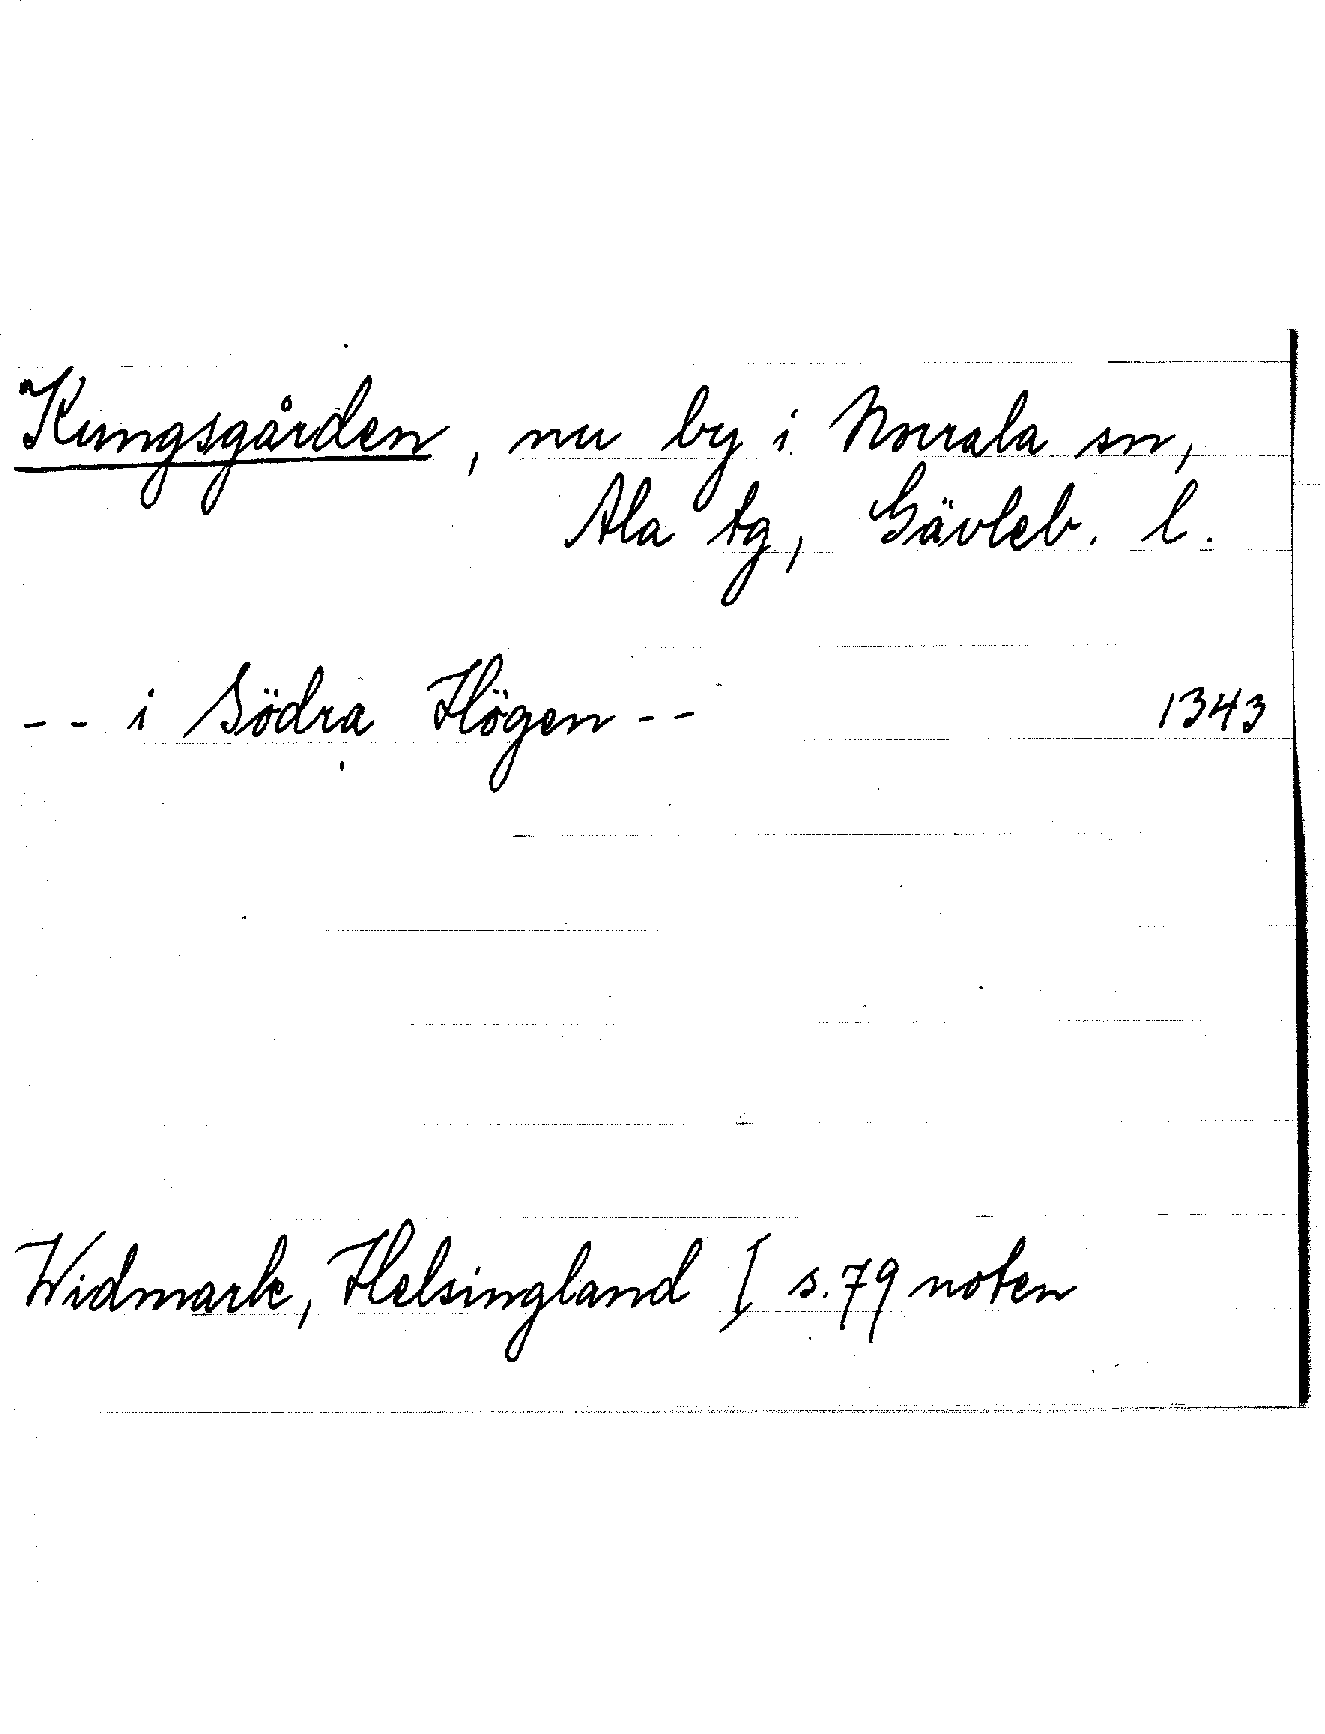 Kungsgården, nu by i Norrala sn,
Ala tg, Gävleb. l.
-- i Södra Högen -- 1343
Widmark, Helsingland I s. 79 noten